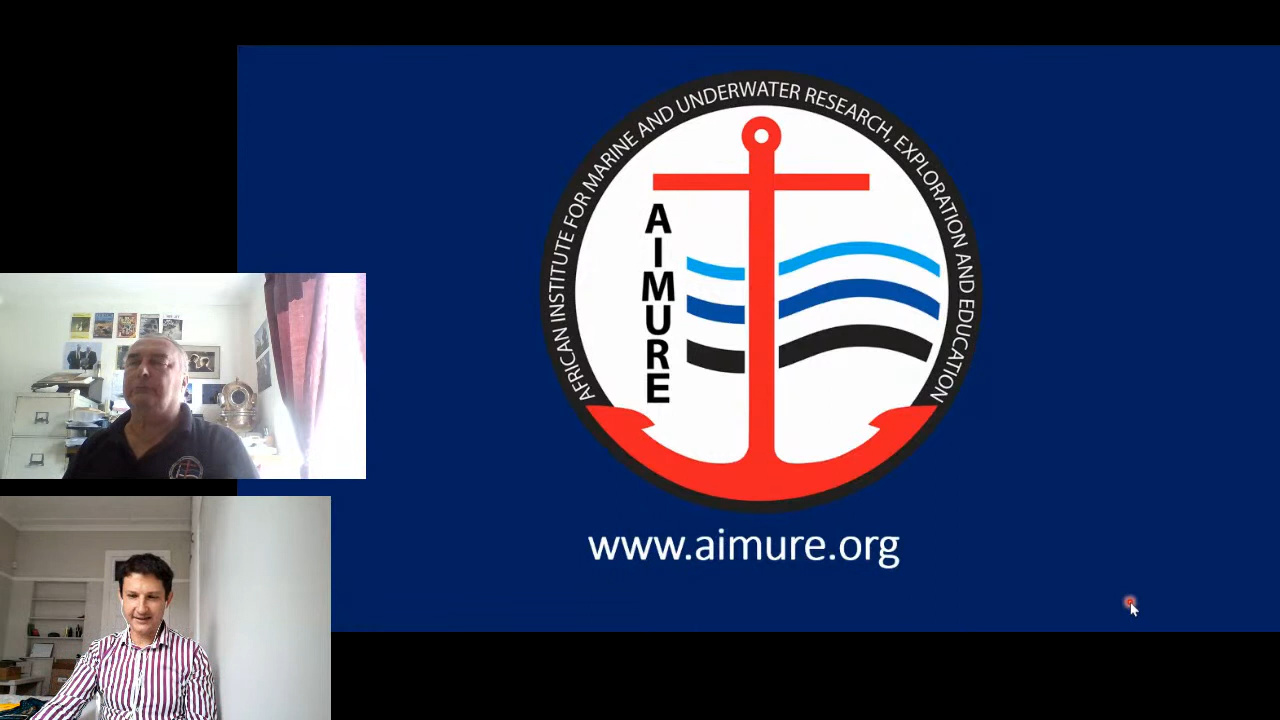 AFRICAN INSTITUTE FOR MARINE AND UNDERWATER RESEARCH, EXPLORATION AND EDUCATION
AIMURE
www.aimure.org